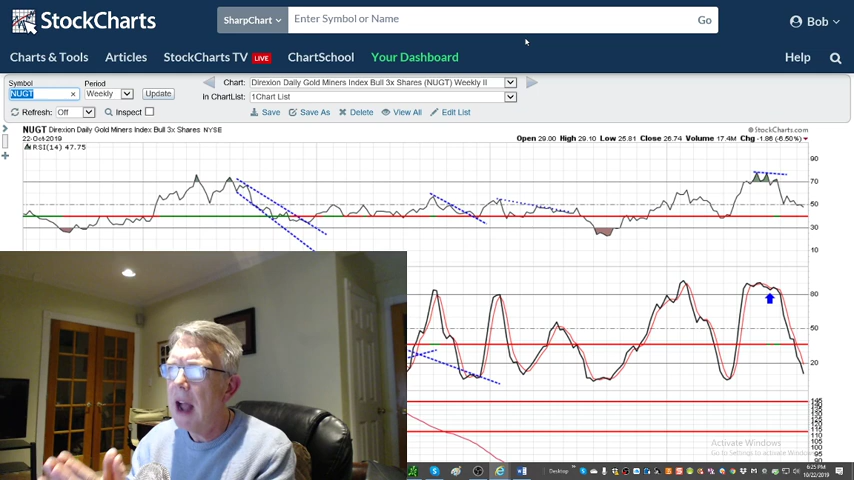 StockCharts SharpChart Enter Symbol or Name Go Bob
Charts & Tools Articles StockCharts TV LIVE ChartSchool Your Dashboard Help
Symbol Period Chart: Direxion Daily Gold Miners Index Bull 3x Shares (NUGT) Weekly II
NUGT × Weekly Update in ChartList: 1Chart List
Refresh: Off Inspect Save Save As Delete View All Edit List
NUGT Direxion Daily Gold Miners Index Bull 3x Shares NYSE © StockCharts.com
22-Oct-2019 Open 29.00 High 29.10 Low 25.81 Close 26.74 Volume 17.4M Chg -1.86 (-6.50%)
RSI(14) 47.75
90
70
50
30
10
80
50
20
145
115
110
Activate Windows
Go to Settings to activate Windows
90
Desktop
6:25 PM
10/22/2019